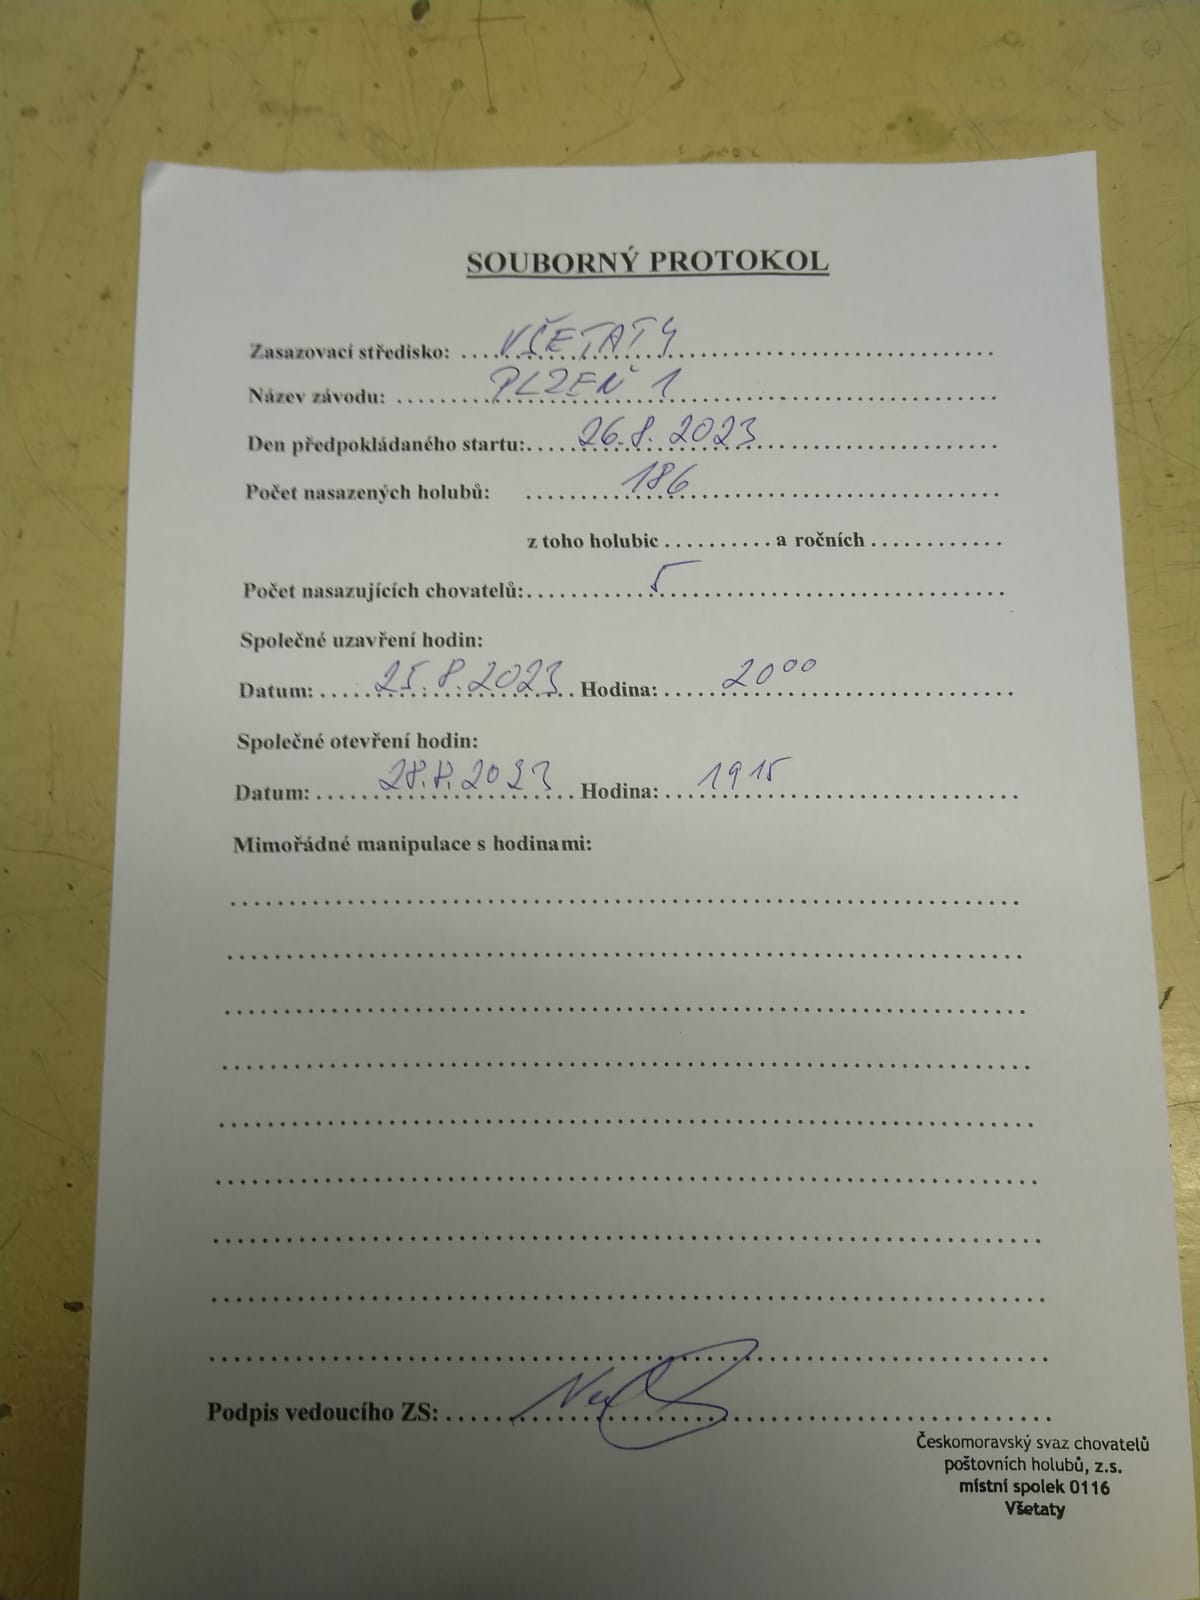 SOUBORNÝ PROTOKOL
Zasazovací středisko: .... VŠETATY ....
Název závodu: .... PLZEŇ 1 ....
Den předpokládaného startu: .... 26.8. 2023 ....
Počet nasazených holubů: .... 186 ....
z toho holubic .......... a ročních ............
Počet nasazujících chovatelů: .... 5 ....
Společné uzavření hodin:
Datum: .... 25.8.2023 .... Hodina: .... 20⁰⁰ ....
Společné otevření hodin:
Datum: .... 28.8.2023 .... Hodina: .... 19¹⁵ ....
Mimořádné manipulace s hodinami:
Podpis vedoucího ZS: ....
Českomoravský svaz chovatelů
poštovních holubů, z.s.
místní spolek 0116
Všetaty